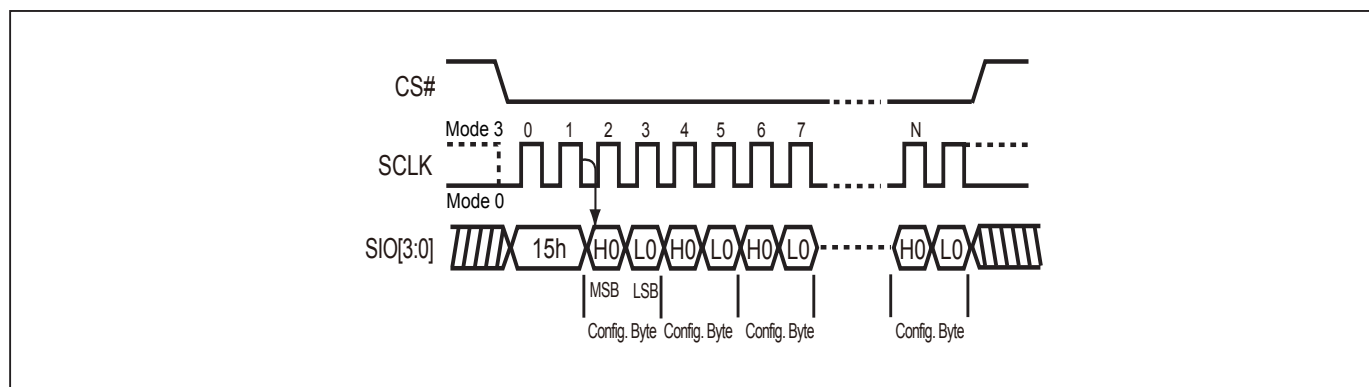 CS#
Mode 3 0 1 2 3 4 5 6 7 N
SCLK
Mode 0
SIO[3:0] 15h H0 L0 H0 L0 H0 L0 H0 L0
MSB LSB
Config. Byte Config. Byte Config. Byte Config. Byte